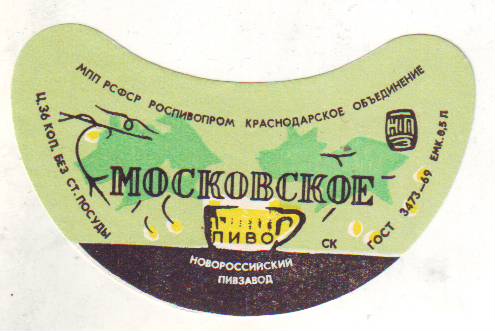 МПП РСФСР РОСПИВОПРОМ КРАСНОДАРСКОЕ ОБЪЕДИНЕНИЕ
Ц. 36 КОП. БЕЗ СТ. ПОСУДЫ
МОСКОВСКОЕ
ПИВО
СК
ГОСТ 3473—69 ЕМК. 0,5 Л
НОВОРОССИЙСКИЙ
ПИВЗАВОД